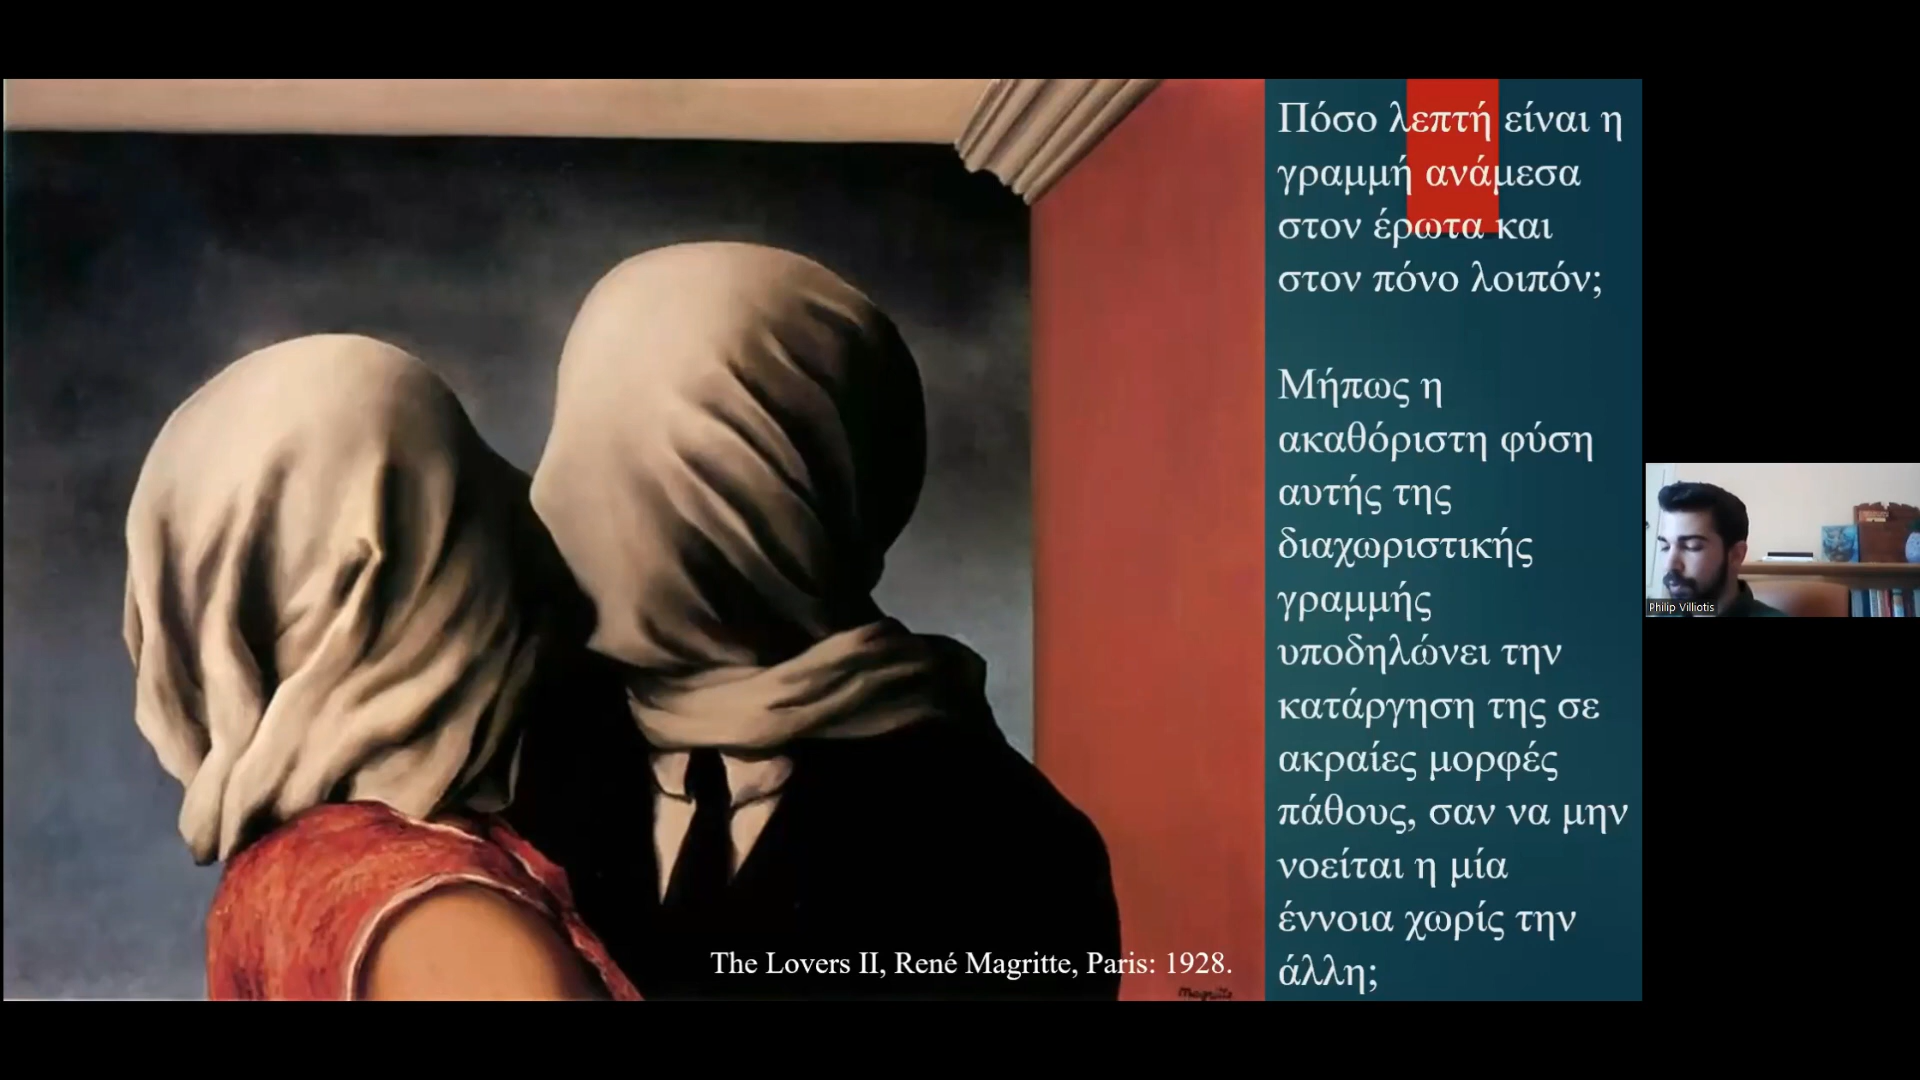 Πόσο λεπτή είναι η
γραμμή ανάμεσα
στον έρωτα και
στον πόνο λοιπόν;
Μήπως η
ακαθόριστη φύση
αυτής της
διαχωριστικής
γραμμής
υποδηλώνει την
κατάργηση της σε
ακραίες μορφές
πάθους, σαν να μην
νοείται η μία
έννοια χωρίς την
άλλη;
The Lovers II, René Magritte, Paris: 1928.
Magritte
Philip Villiotis